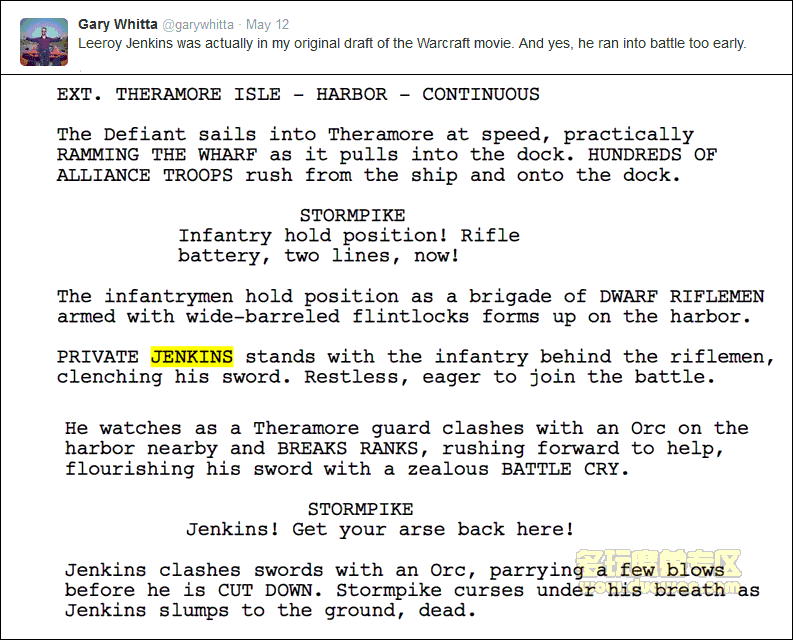 Gary Whitta @garywhitta · May 12
Leeroy Jenkins was actually in my original draft of the Warcraft movie. And yes, he ran into battle too early.
EXT. THERAMORE ISLE – HARBOR – CONTINUOUS
The Defiant sails into Theramore at speed, practically
RAMMING THE WHARF as it pulls into the dock. HUNDREDS OF
ALLIANCE TROOPS rush from the ship and onto the dock.
STORMPIKE
Infantry hold position! Rifle
battery, two lines, now!
The infantrymen hold position as a brigade of DWARF RIFLEMEN
armed with wide-barreled flintlocks forms up on the harbor.
PRIVATE JENKINS stands with the infantry behind the riflemen,
clenching his sword. Restless, eager to join the battle.
He watches as a Theramore guard clashes with an Orc on the
harbor nearby and BREAKS RANKS, rushing forward to help,
flourishing his sword with a zealous BATTLE CRY.
STORMPIKE
Jenkins! Get your arse back here!
多玩魔兽专区
Jenkins clashes swords with an Orc, parrying a few blows
before he is CUT DOWN. Stormpike curses under his breath as
Jenkins slumps to the ground, dead.